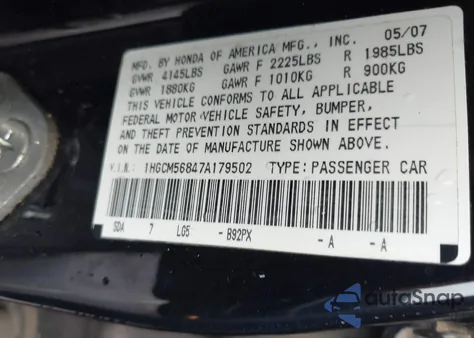 MFD. BY HONDA OF AMERICA MFG., INC. 05/07
GVWR 4145LBS GAWR F 2225LBS R 1985LBS
GVWR 1880KG GAWR F 1010KG R 900KG
THIS VEHICLE CONFORMS TO ALL APPLICABLE
FEDERAL MOTOR VEHICLE SAFETY, BUMPER,
AND THEFT PREVENTION STANDARDS IN EFFECT
ON THE DATE OF MANUFACTURE SHOWN ABOVE.
V.I.N.: 1HGCM56847A179502 TYPE: PASSENGER CAR
SDA 7 LG5 - B92PX - A - A
autoSnap